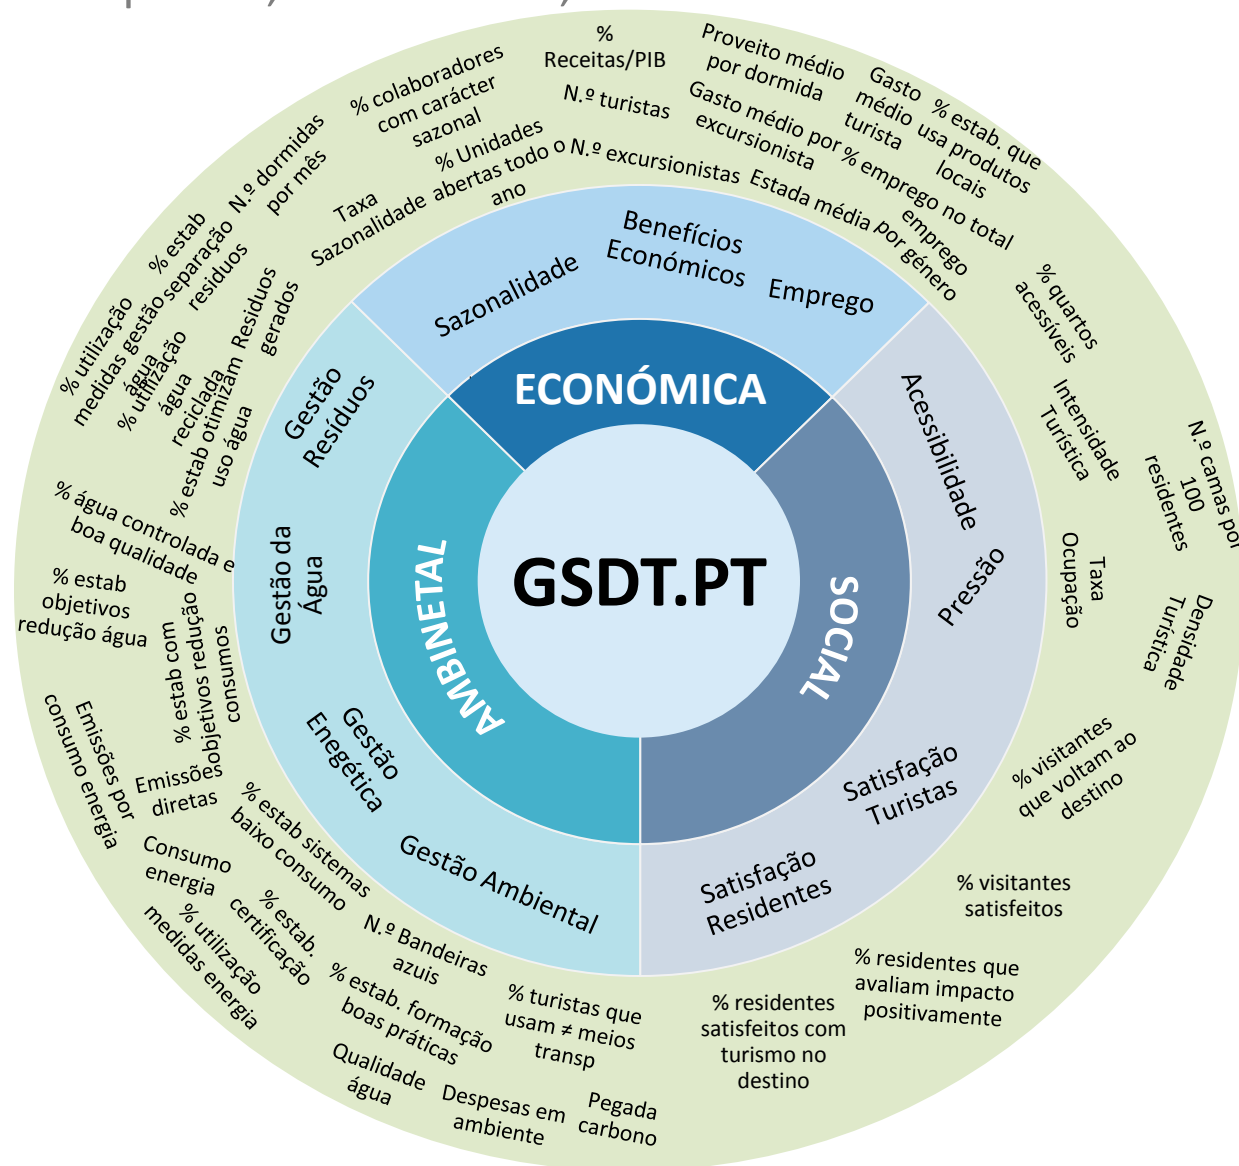 GSDT.PT
ECONÓMICA
SOCIAL
AMBINETAL
Sazonalidade
Benefícios
Económicos
Emprego
Acessibilidade
Pressão
Satisfação
Turistas
Satisfação
Residentes
Gestão Ambiental
Gestão
Enegética
Gestão da
Água
Gestão
Resíduos
%
Receitas/PIB
N.º turistas
N.º excursionistas
Proveito médio
por dormida
Gasto médio por
excursionista
Estada média
Gasto
médio
turista
% estab. que
usa produtos
locais
% emprego no total
emprego
por género
% quartos
acessíveis
Intensidade
Turística
N.º camas por
100
residentes
Taxa
Ocupação
Densidade
Turística
% visitantes
que voltam ao
destino
% visitantes
satisfeitos
% residentes que
avaliam impacto
positivamente
% residentes
satisfeitos com
turismo no
destino
Pegada
carbono
% turistas que
usam ≠ meios
transp
Despesas em
ambiente
Qualidade
água
% estab. formação
boas práticas
N.º Bandeiras
azuis
% estab.
certificação
% utilização
medidas energia
% estab sistemas
baixo consumo
Consumo
energia
Emissões
diretas
Emissões por
consumo energia
% estab com
objetivos redução
consumos
% estab
objetivos
redução água
% água controlada e
boa qualidade
% estab otimizam
uso água
% utilização
água
reciclada
% utilização
medidas gestão
água
Resíduos
gerados
% estab
separação
resíduos
N.º dormidas
por mês
Taxa
Sazonalidade
% Unidades
abertas todo o
ano
% colaboradores
com carácter
sazonal